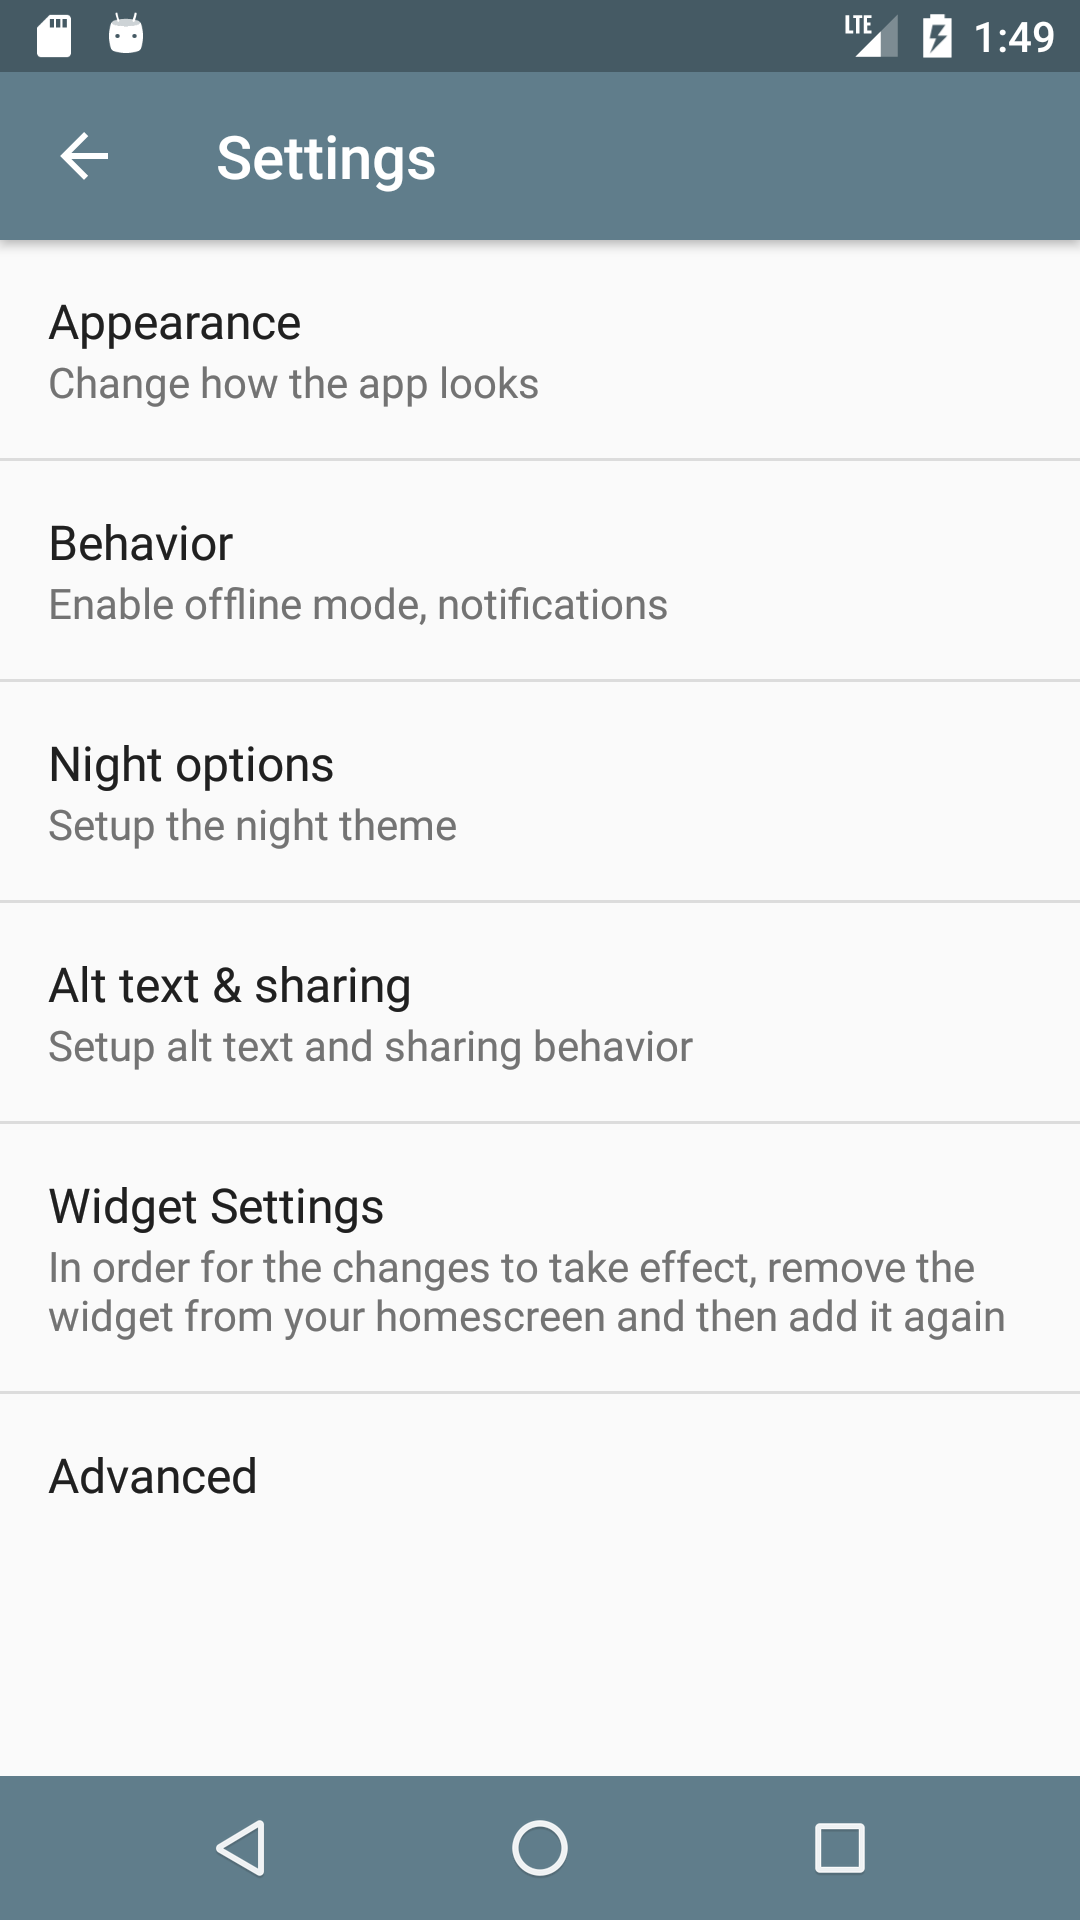 LTE 1:49
Settings
Appearance
Change how the app looks
Behavior
Enable offline mode, notifications
Night options
Setup the night theme
Alt text & sharing
Setup alt text and sharing behavior
Widget Settings
In order for the changes to take effect, remove the
widget from your homescreen and then add it again
Advanced